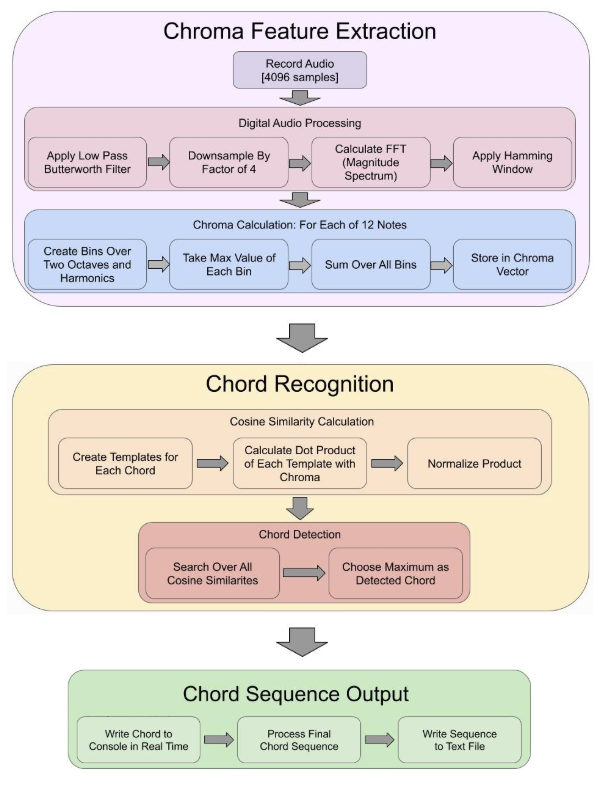 Chroma Feature Extraction
Record Audio
[4096 samples]
Digital Audio Processing
Apply Low Pass
Butterworth Filter
Downsample By
Factor of 4
Calculate FFT
(Magnitude
Spectrum)
Apply Hamming
Window
Chroma Calculation: For Each of 12 Notes
Create Bins Over
Two Octaves and
Harmonics
Take Max Value of
Each Bin
Sum Over All Bins
Store in Chroma
Vector
Chord Recognition
Cosine Similarity Calculation
Create Templates for
Each Chord
Calculate Dot Product
of Each Template with
Chroma
Normalize Product
Chord Detection
Search Over All
Cosine Similarites
Choose Maximum as
Detected Chord
Chord Sequence Output
Write Chord to
Console in Real Time
Process Final
Chord Sequence
Write Sequence
to Text File